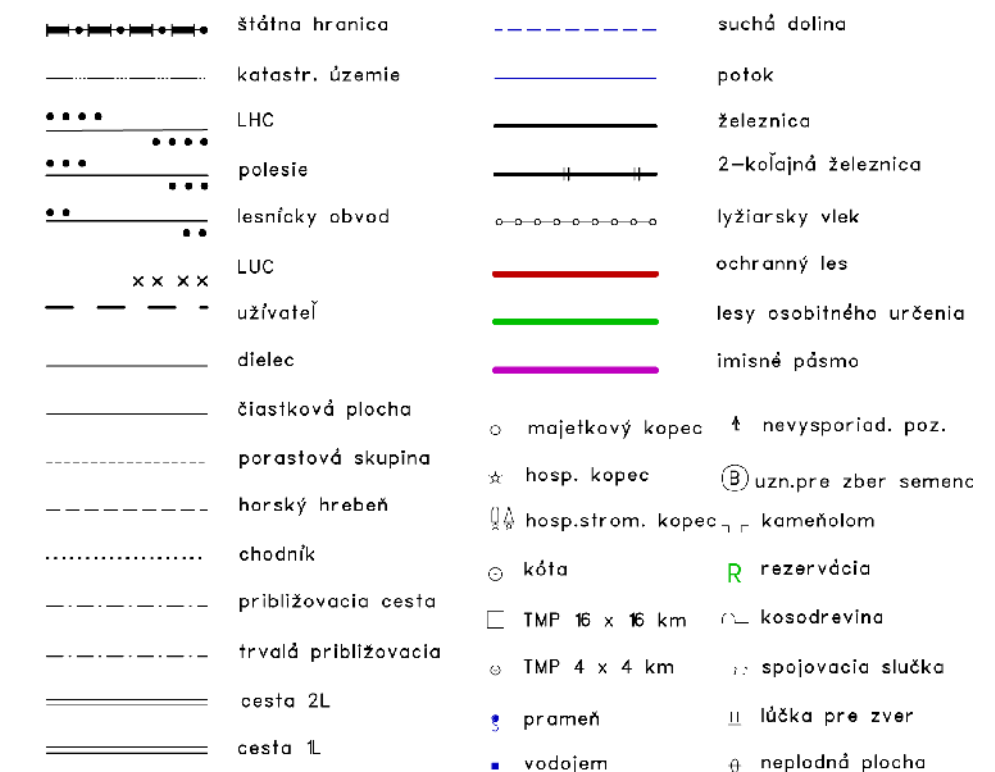 štátna hranica
katastr. územie
LHC
polesie
lesnícky obvod
LUC
užívateľ
dielec
čiastková plocha
porastová skupina
horský hrebeň
chodník
približovacia cesta
trvalá približovacia
cesta 2L
cesta 1L
suchá dolina
potok
železnica
2-koľajná železnica
lyžiarsky vlek
ochranný les
lesy osobitného určenia
imisné pásmo
majetkový kopec
hosp. kopec
hosp.strom. kopec
kóta
TMP 16 x 16 km
TMP 4 x 4 km
prameň
vodojem
nevysporiad. poz.
B uzn.pre zber semenc
kameňolom
R rezervácia
kosodrevina
spojovacia slučka
lúčka pre zver
neplodná plocha